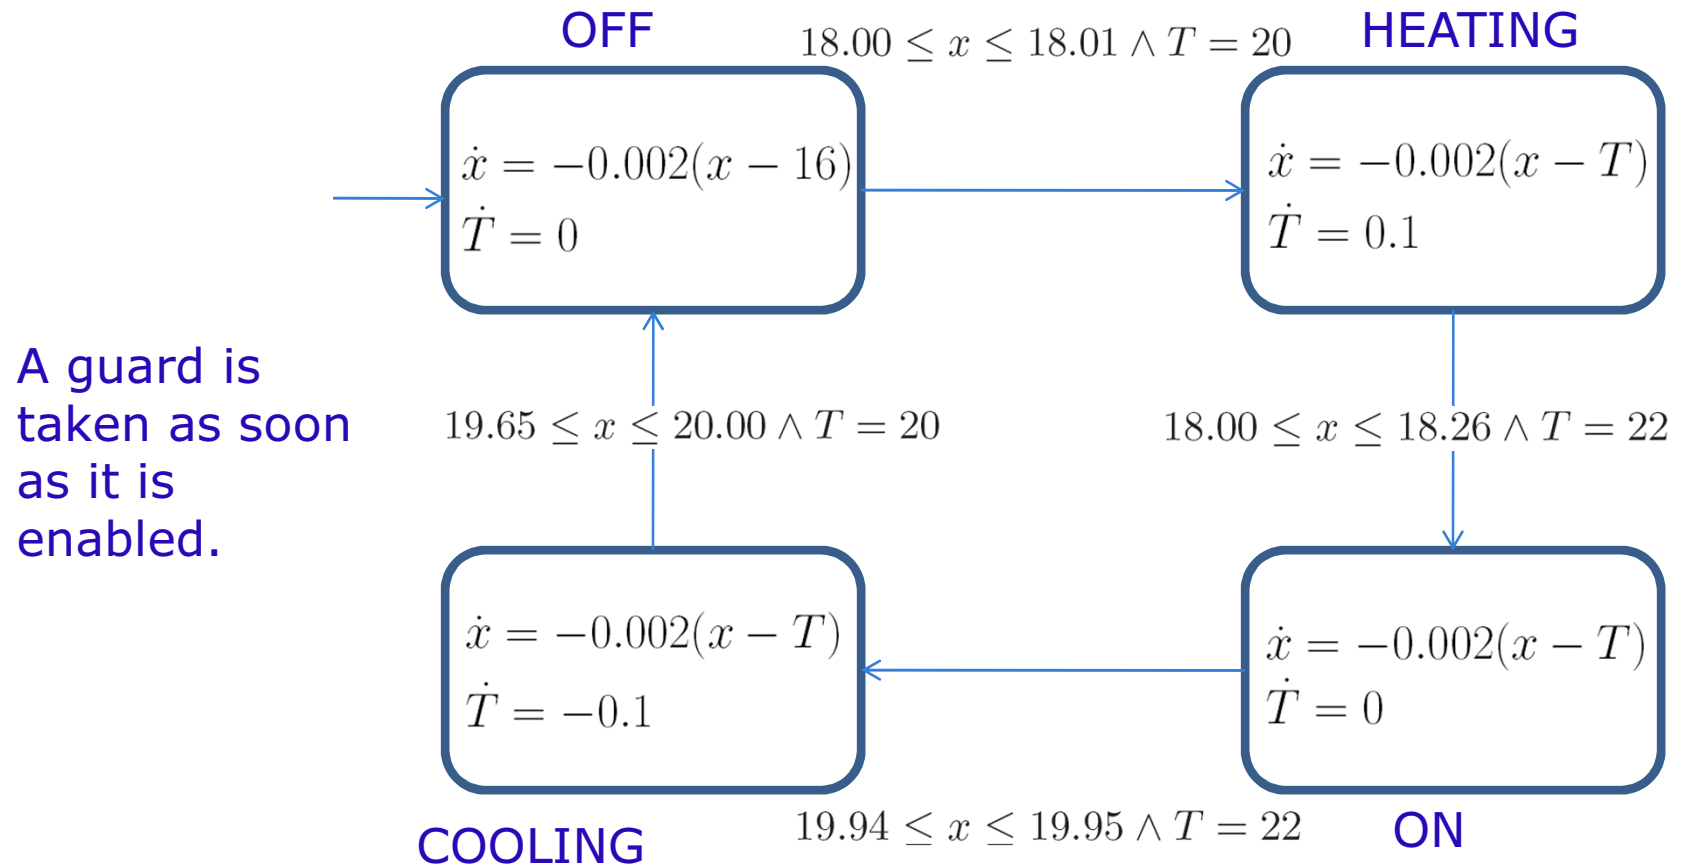 OFF
18.00 ≤ x ≤ 18.01 ∧ T = 20
HEATING
ẋ = −0.002(x − 16)
Ṫ = 0
ẋ = −0.002(x − T)
Ṫ = 0.1
A guard is
taken as soon
as it is
enabled.
19.65 ≤ x ≤ 20.00 ∧ T = 20
18.00 ≤ x ≤ 18.26 ∧ T = 22
ẋ = −0.002(x − T)
Ṫ = −0.1
ẋ = −0.002(x − T)
Ṫ = 0
COOLING
19.94 ≤ x ≤ 19.95 ∧ T = 22
ON